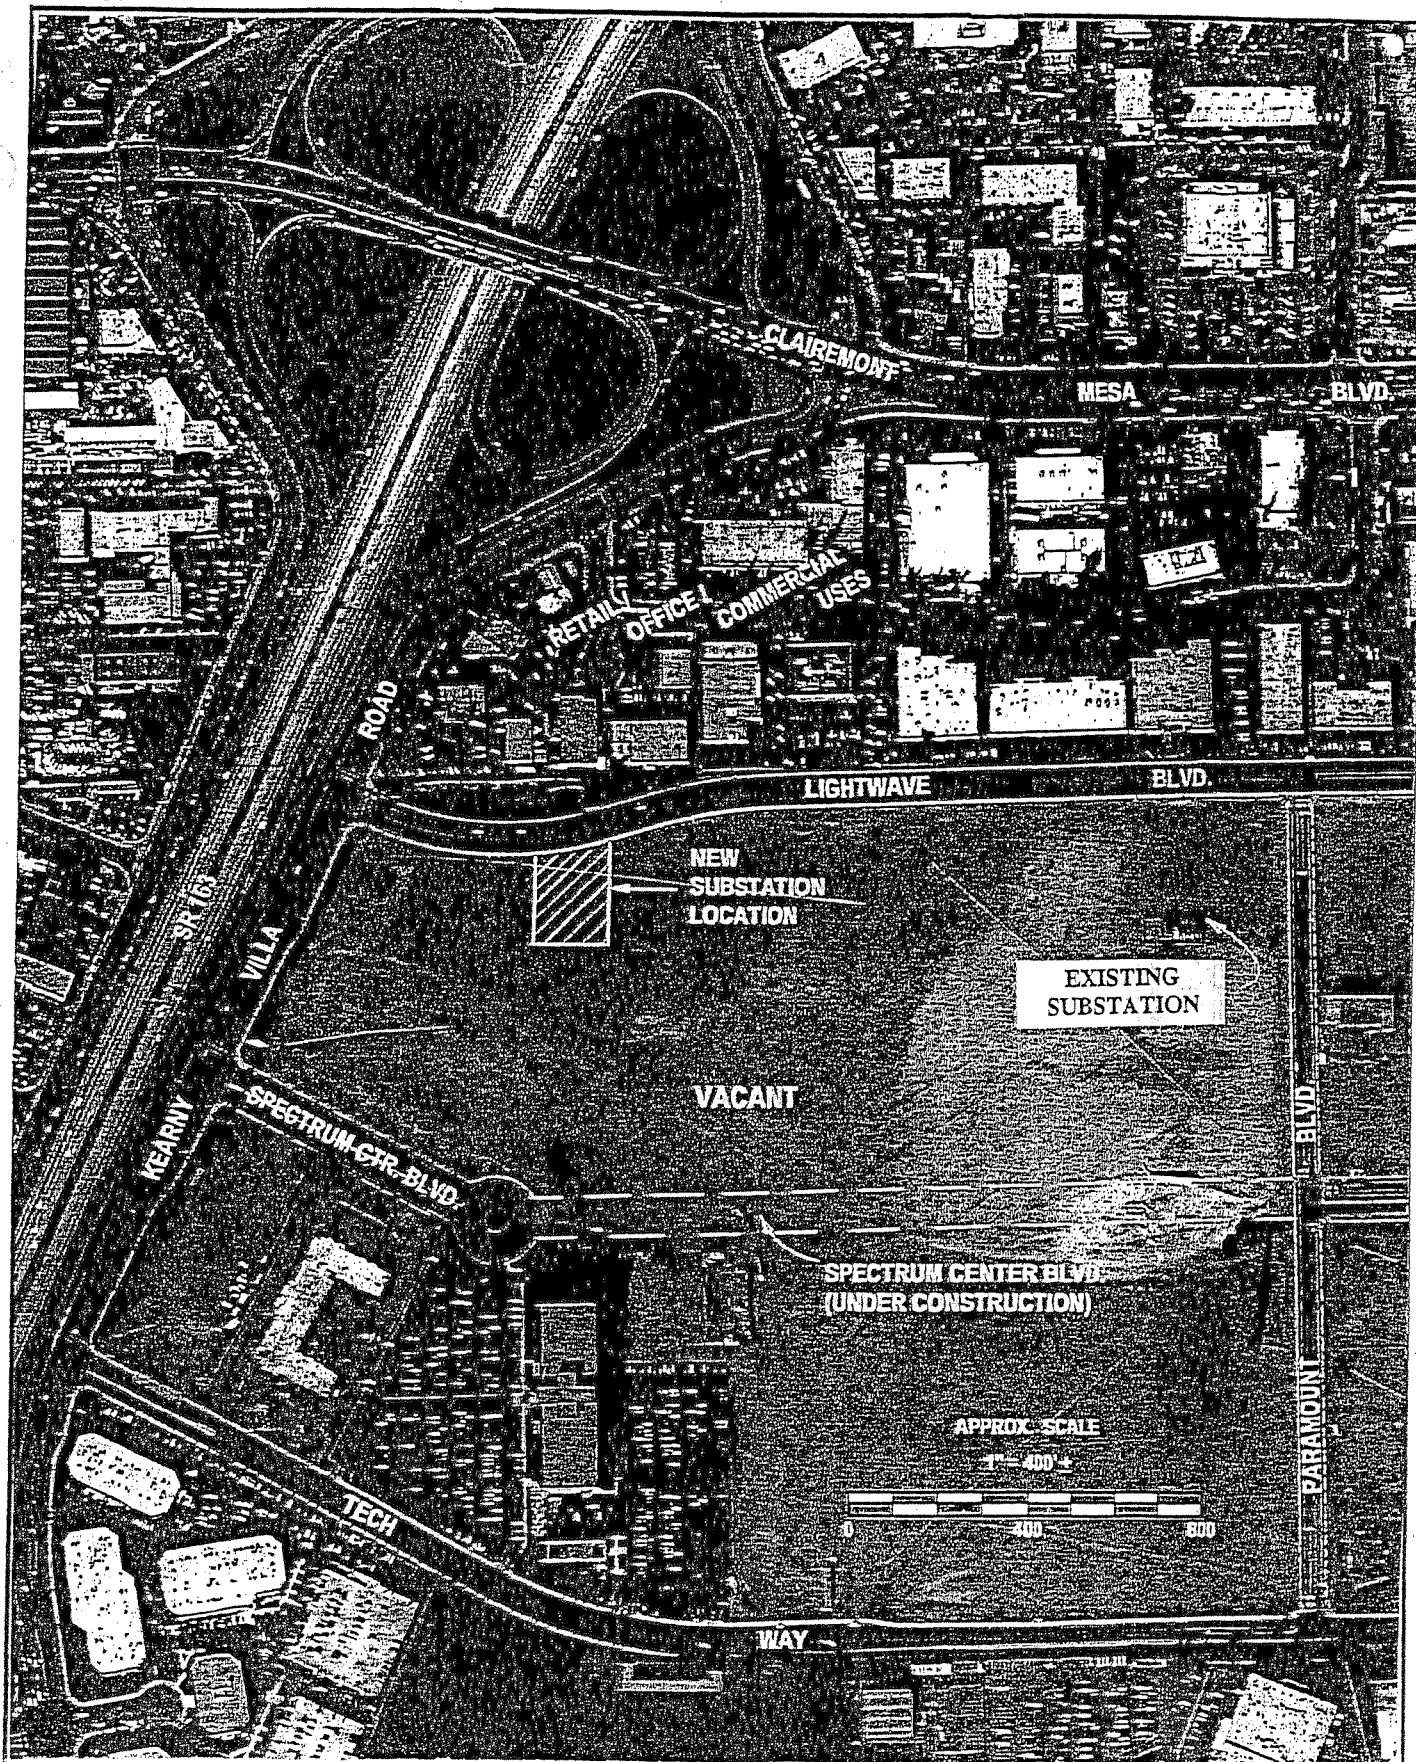 CLAIREMONT
MESA
BLVD.
RETAIL/
OFFICE/
COMMERCIAL
USES
ROAD
LIGHTWAVE
BLVD.
NEW
SUBSTATION
LOCATION
SR 163
VILLA
EXISTING
SUBSTATION
VACANT
KEARNY
SPECTRUM CTR. BLVD.
BLVD.
SPECTRUM CENTER BLVD.
(UNDER CONSTRUCTION)
PARAMOUNT
APPROX. SCALE
1" = 400' ±
0 400 800
TECH
WAY